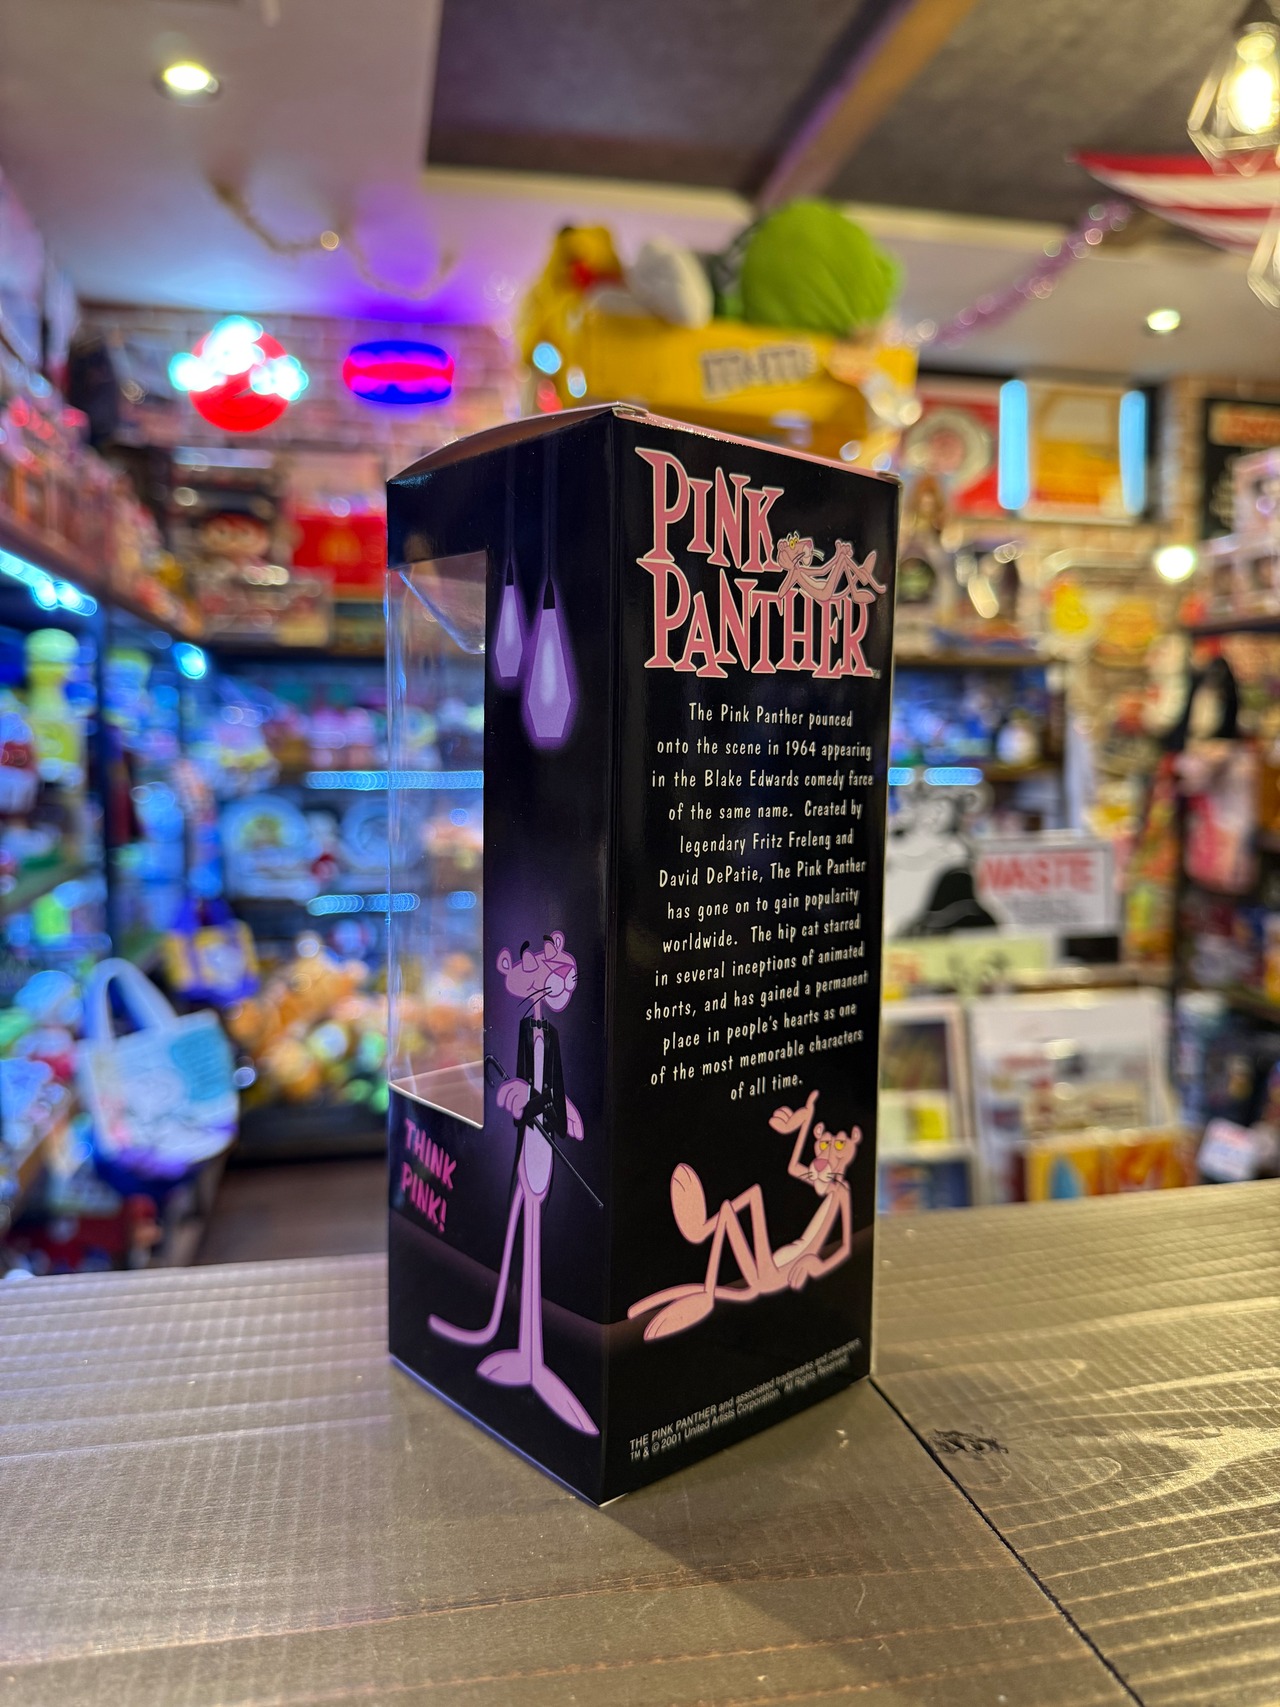 m&m's
PINK
PANTHER
TM
The Pink Panther pounced
onto the scene in 1964 appearing
in the Blake Edwards comedy farce
of the same name. Created by
legendary Fritz Freleng and
David DePatie, The Pink Panther
has gone on to gain popularity
worldwide. The hip cat starred
in several inceptions of animated
shorts, and has gained a permanent
place in people's hearts as one
of the most memorable characters
of all time.
THINK
PINK!
THE PINK PANTHER and associated trademarks and characters
TM & © 2001 United Artists Corporation. All Rights Reserved.
WASTE